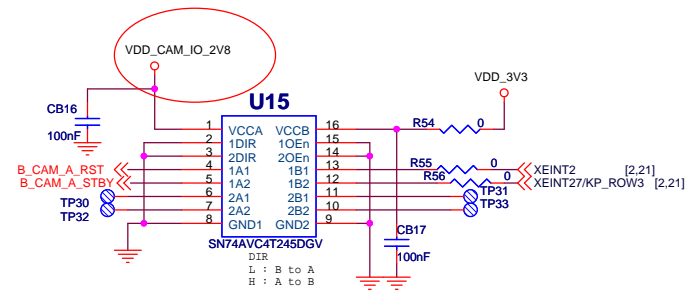 VDD_CAM_IO_2V8
VDD_3V3
CB16
100nF
U15
R54 0
1 VCCA VCCB 16
2 1DIR 1OEn 15
3 2DIR 2OEn 14
4 1A1 1B1 13
5 1A2 1B2 12
6 2A1 2B1 11
7 2A2 2B2 10
8 GND1 GND2 9
B_CAM_A_RST
B_CAM_A_STBY
TP30
TP32
R55 0
R56 0
XEINT2 [2,21]
XEINT27/KP_ROW3 [2,21]
TP31
TP33
SN74AVC4T245DGV
CB17
100nF
DIR
L : B to A
H : A to B